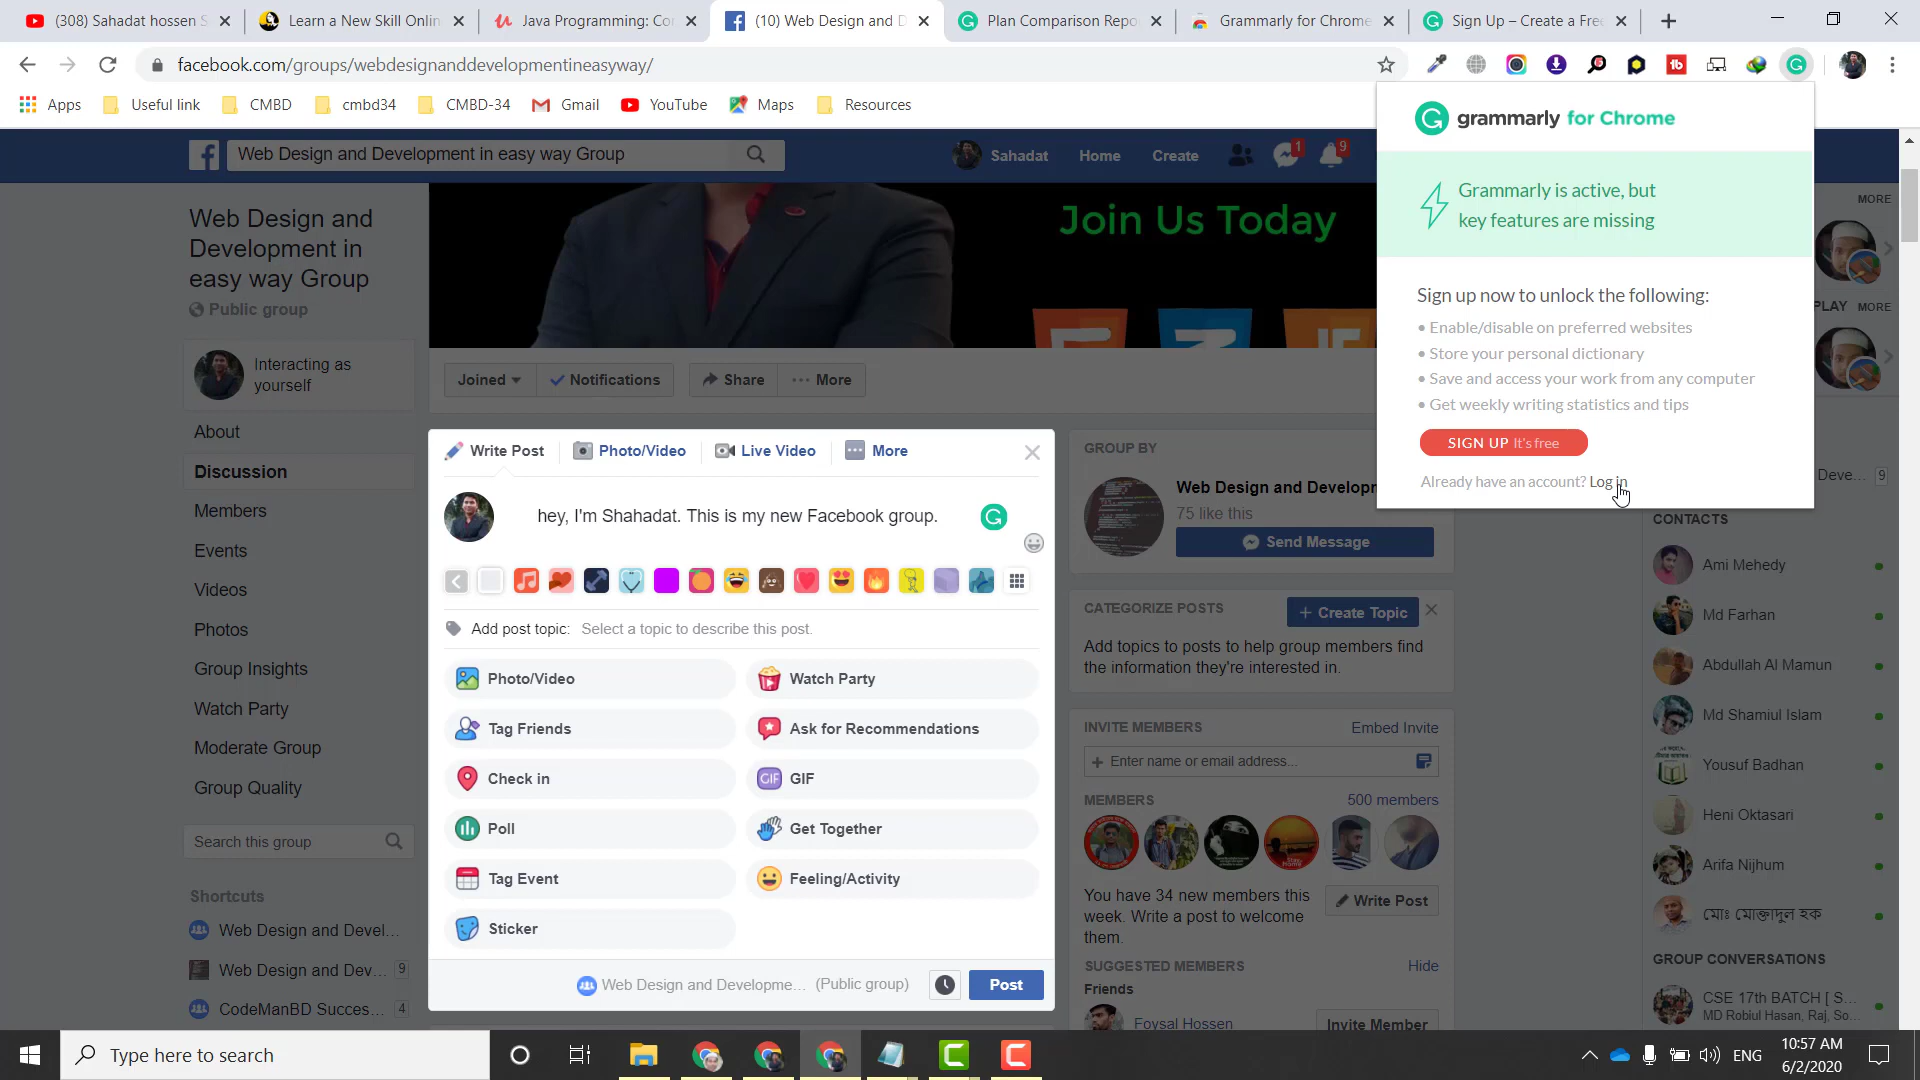 (308) Sahadat hossen S
Learn a New Skill Onlin
Java Programming: Co
(10) Web Design and D
Plan Comparison Repo
Grammarly for Chrome
Sign Up – Create a Free
facebook.com/groups/webdesignanddevelopmentineasyway/
Apps
Useful link
CMBD
cmbd34
CMBD-34
Gmail
YouTube
Maps
Resources
Web Design and Development in easy way Group
Sahadat
Home
Create
1
9
grammarly for Chrome
Grammarly is active, but
key features are missing
Sign up now to unlock the following:
• Enable/disable on preferred websites
• Store your personal dictionary
• Save and access your work from any computer
• Get weekly writing statistics and tips
SIGN UP It's free
Already have an account? Log in
MORE
PLAY MORE
Web Design and
Development in
easy way Group
Public group
Interacting as
yourself
About
Discussion
Members
Events
Videos
Photos
Group Insights
Watch Party
Moderate Group
Group Quality
Search this group
Shortcuts
Web Design and Devel...
Web Design and Dev... 9
CodeManBD Succes... 4
Join Us Today
Joined
Notifications
Share
More
Write Post
Photo/Video
Live Video
More
hey, I'm Shahadat. This is my new Facebook group.
Add post topic: Select a topic to describe this post.
Photo/Video
Watch Party
Tag Friends
Ask for Recommendations
Check in
GIF
GIF
Poll
Get Together
Tag Event
Feeling/Activity
Sticker
Web Design and Developme... (Public group)
Post
GROUP BY
Web Design and Developn
75 like this
Send Message
CATEGORIZE POSTS
+ Create Topic
Add topics to posts to help group members find
the information they're interested in.
INVITE MEMBERS
Embed Invite
+ Enter name or email address...
MEMBERS
500 members
You have 34 new members this
week. Write a post to welcome
them.
Write Post
SUGGESTED MEMBERS
Hide
Friends
Foysal Hossen
Invite Member
Deve... 9
CONTACTS
Ami Mehedy
Md Farhan
Abdullah Al Mamun
Md Shamiul Islam
Yousuf Badhan
Heni Oktasari
Arifa Nijhum
মোঃ মোক্তাদুল হক
GROUP CONVERSATIONS
CSE 17th BATCH [ S...
MD Robiul Hasan, Raj, So...
Type here to search
ENG
10:57 AM
6/2/2020